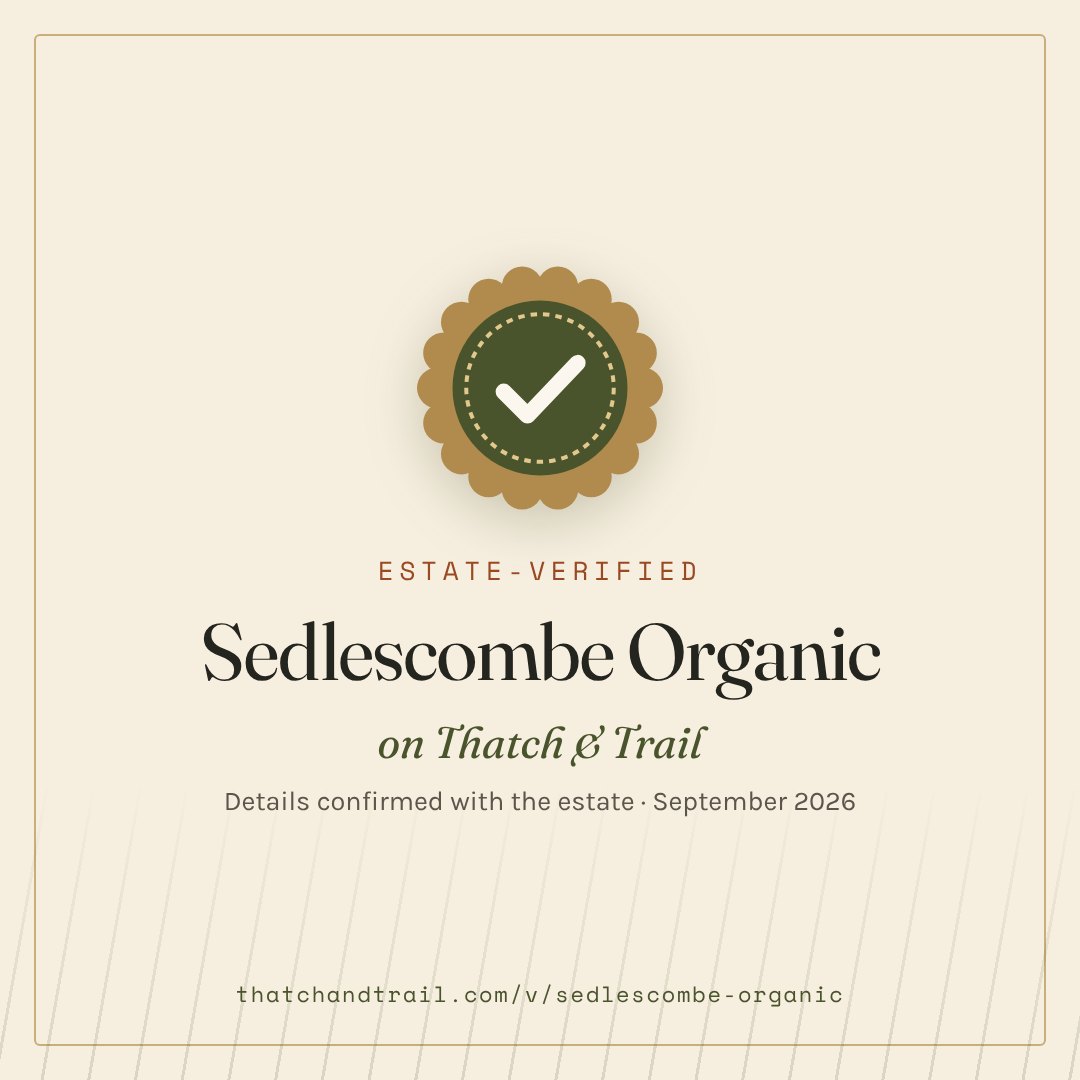 ESTATE-VERIFIED
Sedlescombe Organic
on Thatch & Trail
Details confirmed with the estate · September 2026
thatchandtrail.com/v/sedlescombe-organic